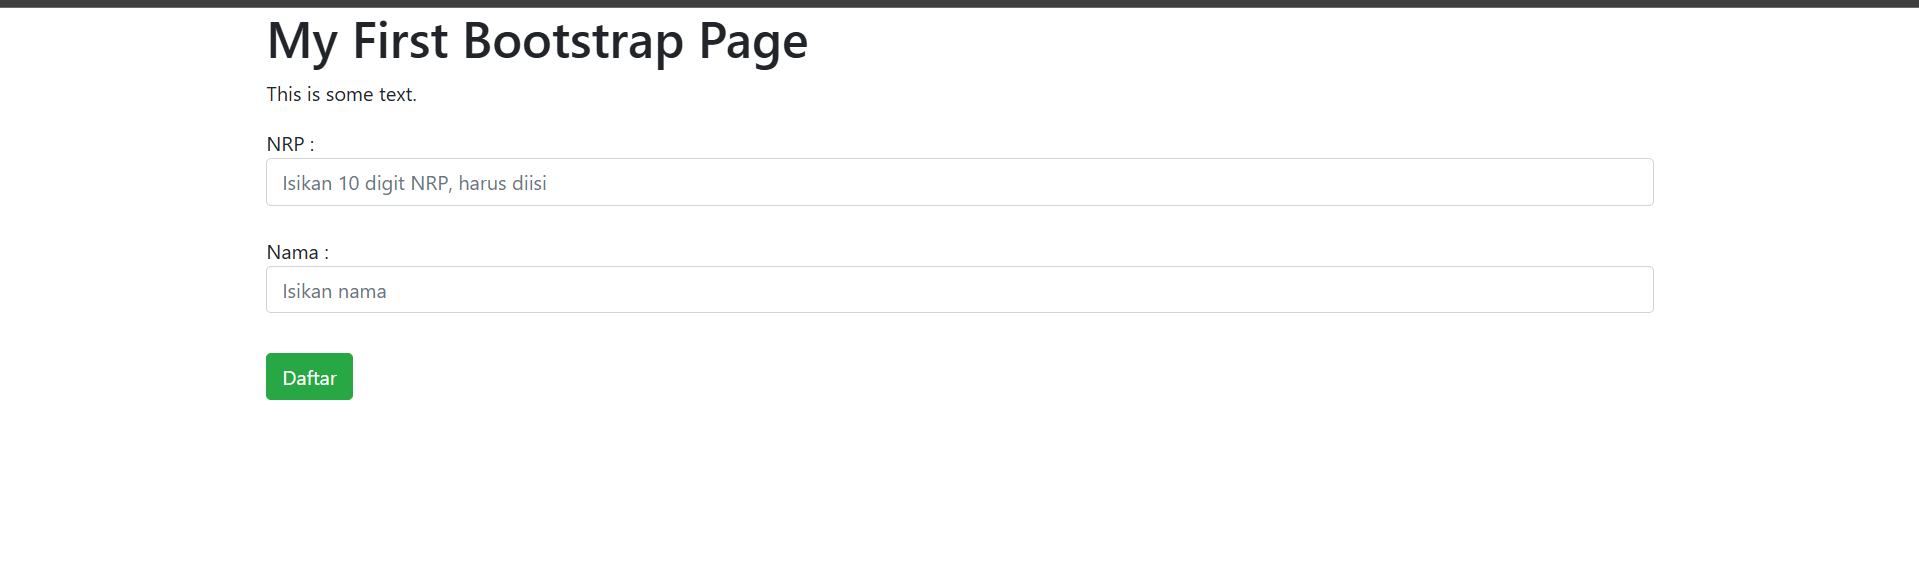 My First Bootstrap Page
This is some text.
NRP :
Isikan 10 digit NRP, harus diisi
Nama :
Isikan nama
Daftar